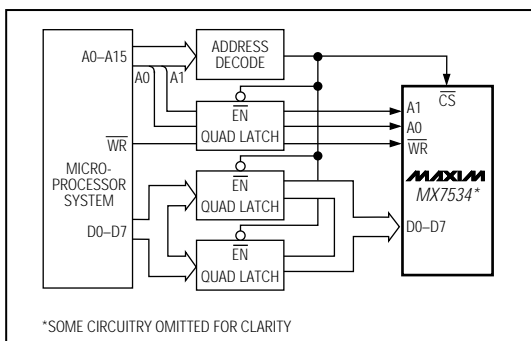 A0–A15
A0
A1
ADDRESS
DECODE
CS
EN
QUAD LATCH
A1
A0
WR
WR
MICRO-
PROCESSOR
SYSTEM
MAXIM
MX7534*
EN
QUAD LATCH
D0–D7
D0–D7
EN
QUAD LATCH
*SOME CIRCUITRY OMITTED FOR CLARITY